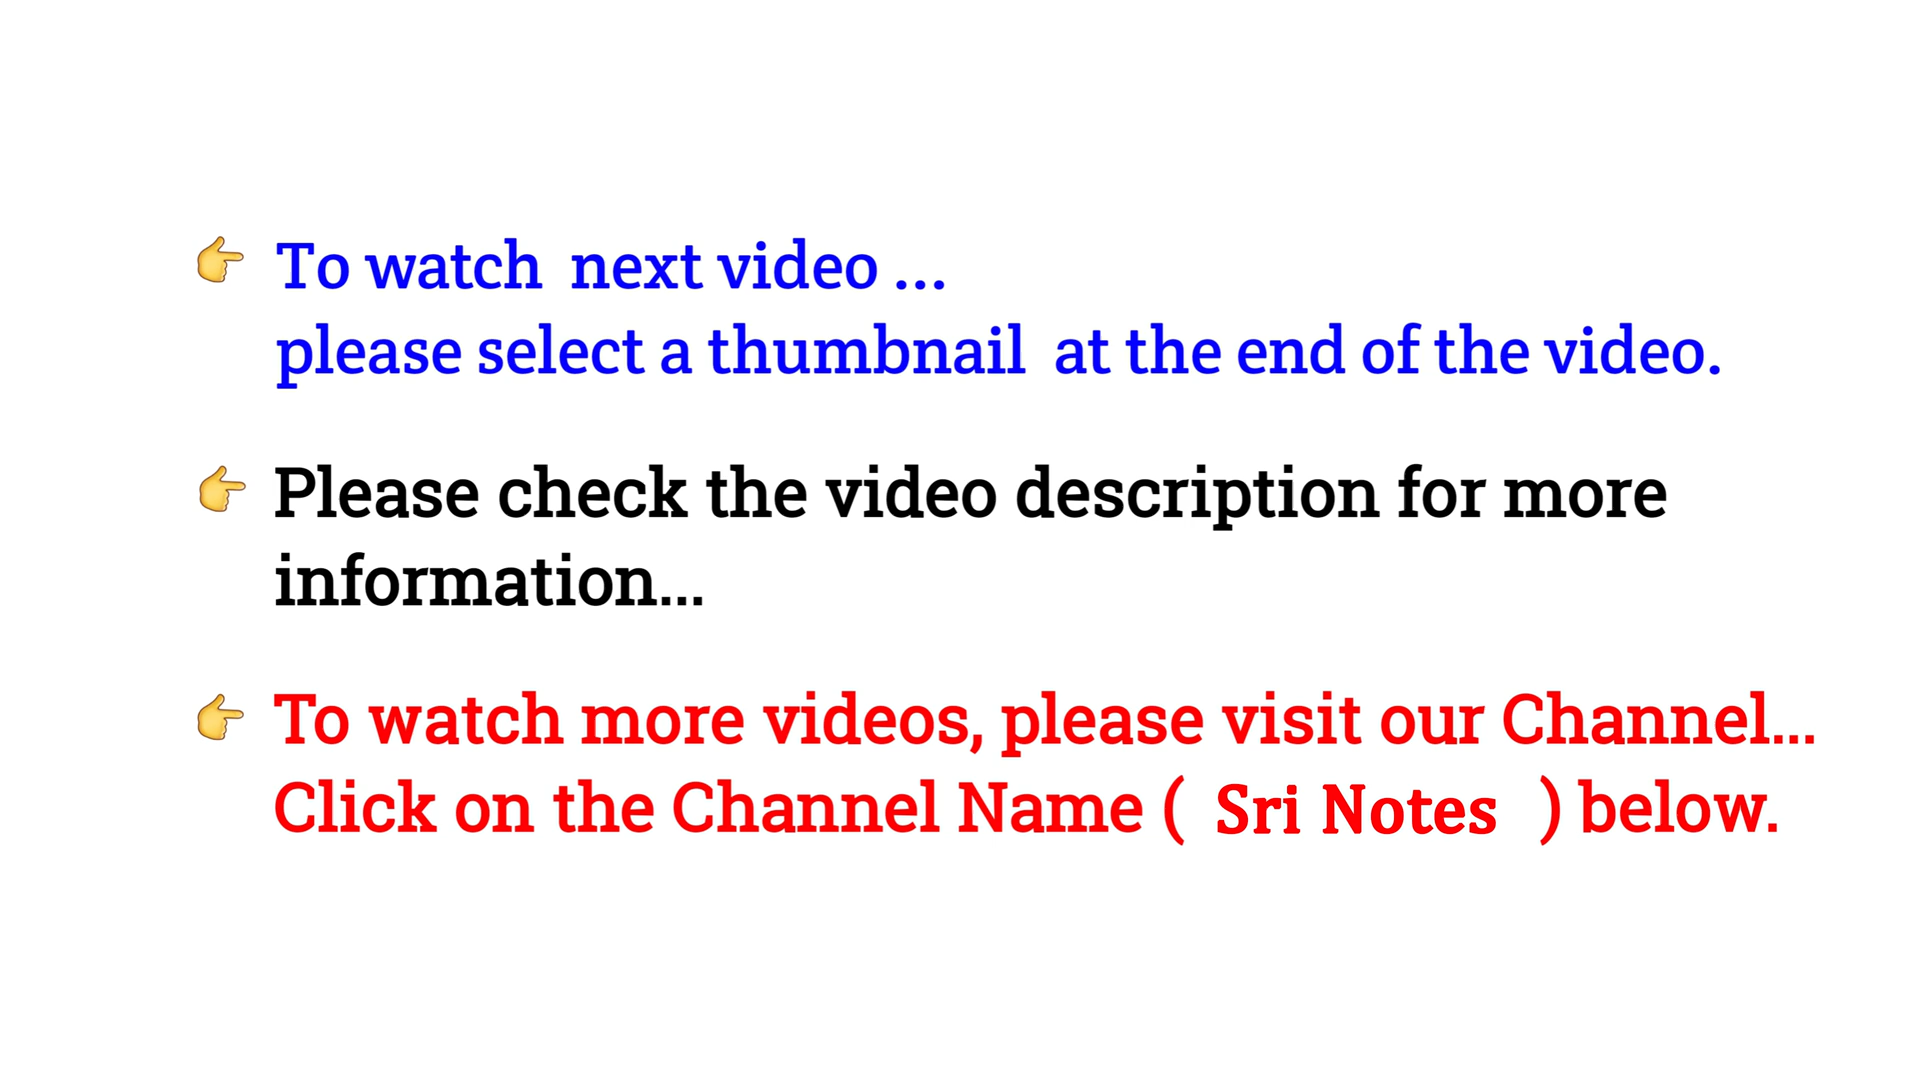 👉 To watch next video ...
please select a thumbnail at the end of the video.
👉 Please check the video description for more
information...
👉 To watch more videos, please visit our Channel...
Click on the Channel Name ( Sri Notes ) below.